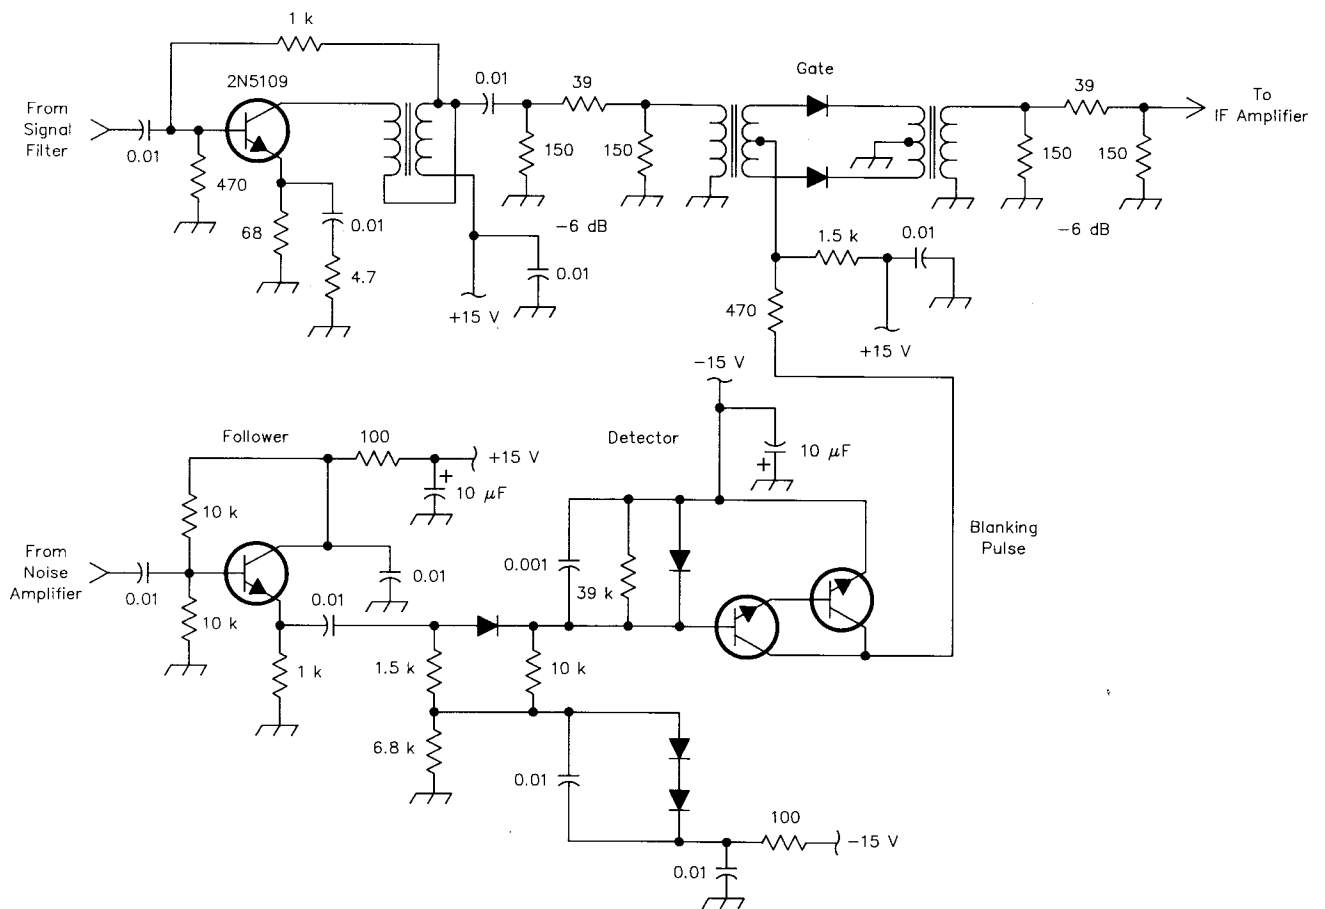 1 k
2N5109
From
Signal
Filter
0.01
470
68
0.01
4.7
0.01
39
150
150
-6 dB
0.01
+15 V
Gate
39
To
IF Amplifier
150
150
-6 dB
1.5 k
0.01
470
+15 V
-15 V
Follower
100
+15 V
+
10 μF
Detector
10 μF
+
10 k
From
Noise
Amplifier
0.01
10 k
0.01
0.01
1 k
0.001
39 k
Blanking
Pulse
1.5 k
10 k
6.8 k
0.01
100
-15 V
0.01